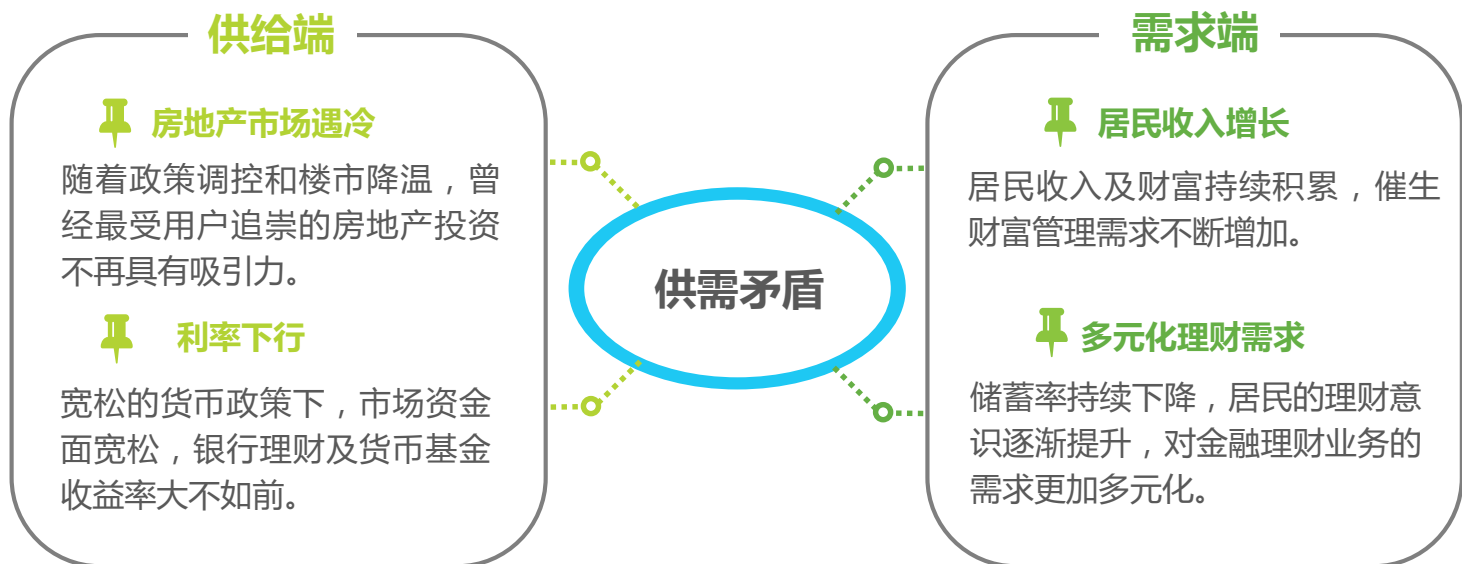 供给端
房地产市场遇冷
随着政策调控和楼市降温，曾
经最受用户追崇的房地产投资
不再具有吸引力。
利率下行
宽松的货币政策下，市场资金
面宽松，银行理财及货币基金
收益率大不如前。
供需矛盾
需求端
居民收入增长
居民收入及财富持续积累，催生
财富管理需求不断增加。
多元化理财需求
储蓄率持续下降，居民的理财意
识逐渐提升，对金融理财业务的
需求更加多元化。